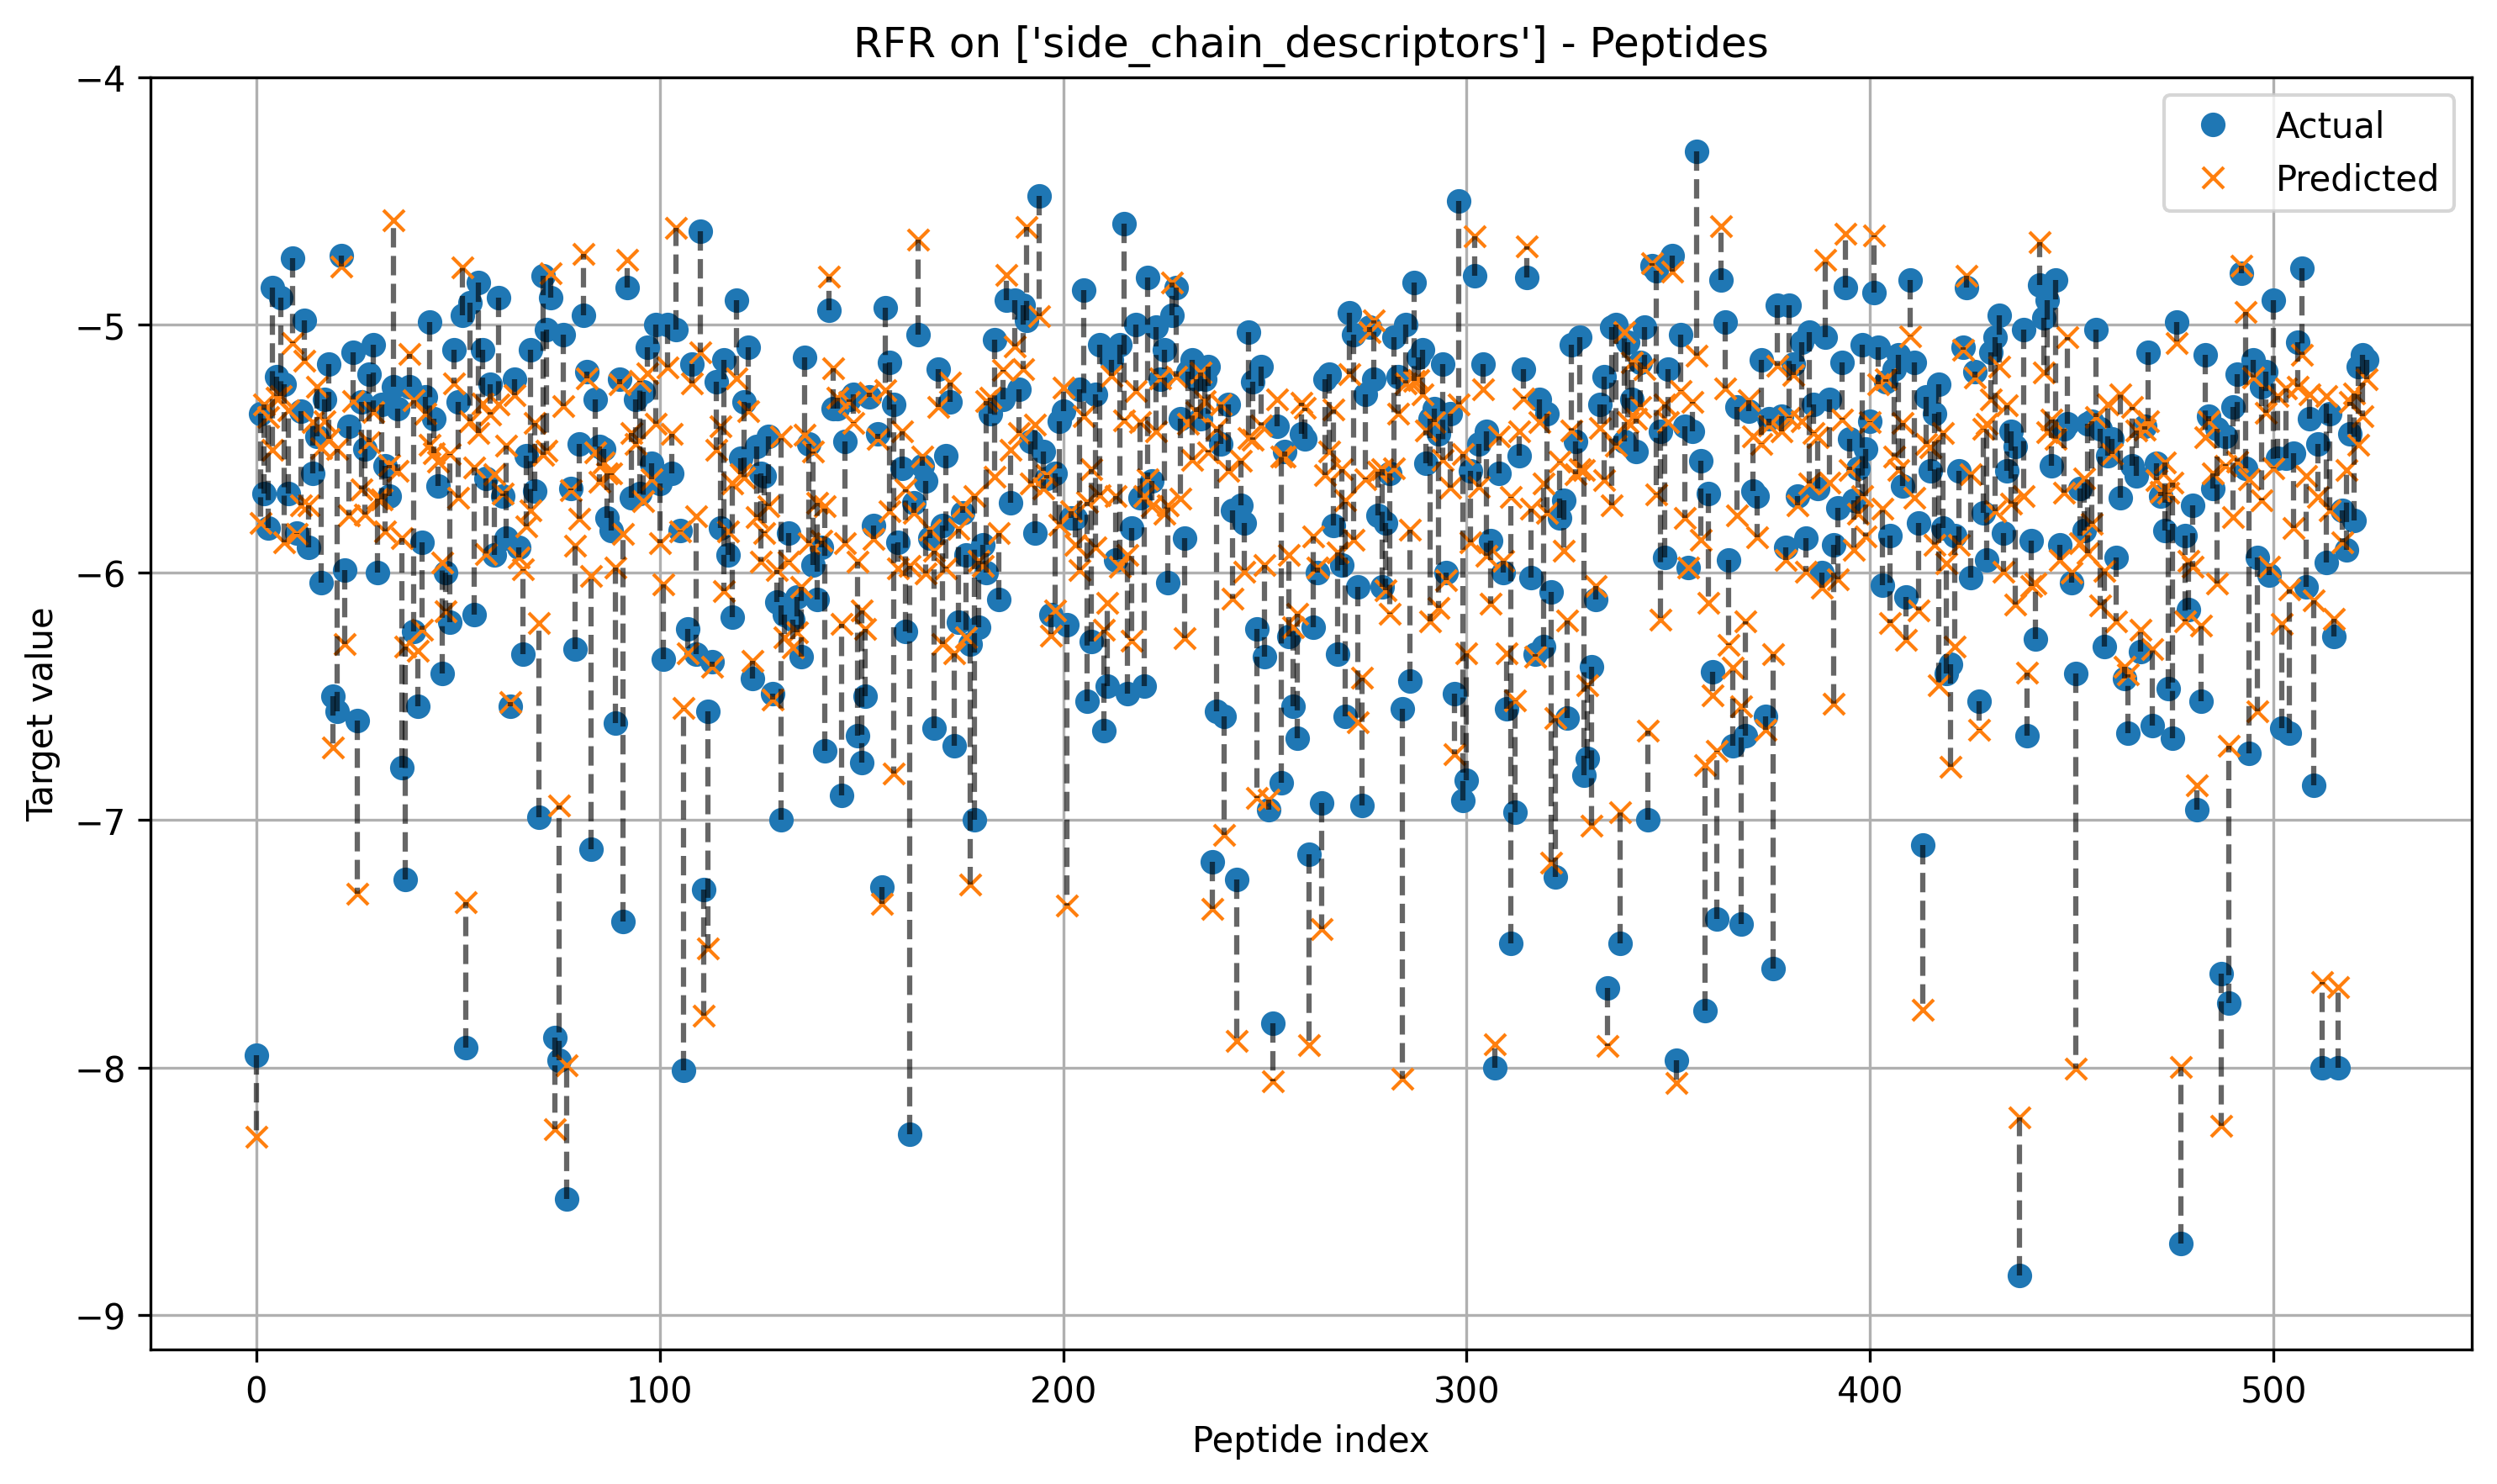 RFR on ['side_chain_descriptors'] - Peptides
−4
−5
−6
−7
−8
−9
Target value
Actual
Predicted
0
100
200
300
400
500
Peptide index